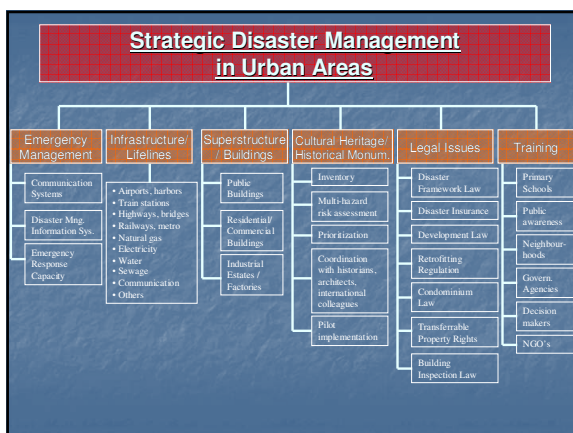 Strategic Disaster Management
in Urban Areas
Emergency
Management
Communication
Systems
Disaster Mng.
Information Sys.
Emergency
Response
Capacity
Infrastructure/
Lifelines
• Airports, harbors
• Train stations
• Highways, bridges
• Railways, metro
• Natural gas
• Electricity
• Water
• Sewage
• Communication
• Others
Superstructure
/ Buildings
Public
Buildings
Residential/
Commercial
Buildings
Industrial
Estates /
Factories
Cultural Heritage/
Historical Monum.
Inventory
Multi-hazard
risk assessment
Prioritization
Coordination
with historians,
architects,
international
colleagues
Pilot
implementation
Legal Issues
Disaster
Framework Law
Disaster Insurance
Development Law
Retrofitting
Regulation
Condominium
Law
Transferrable
Property Rights
Building
Inspection Law
Training
Primary
Schools
Public
awareness
Neighbour-
hoods
Govern.
Agencies
Decision
makers
NGO's